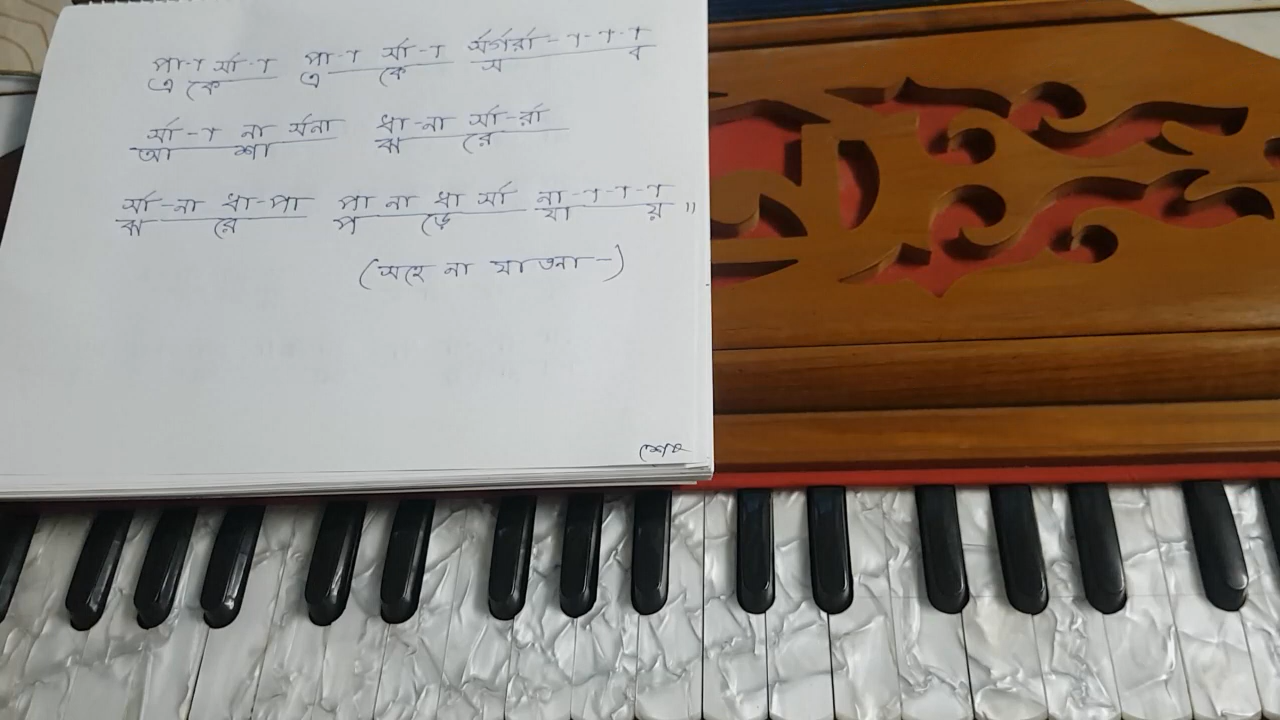 পা-া র্সা-া পা-া র্সা-া র্সর্গর্রা-া-া-া
এ কে এ কে স ব
র্সা-া না র্সনা ধা-না র্সা-র্রা
আ শা ঝ রে
র্সা-না ধা-পা পা না ধা র্সা না-া-া-া
ঝ রে প ড়ে যা য় ॥
(সহে না যাতনা-)
শেষ